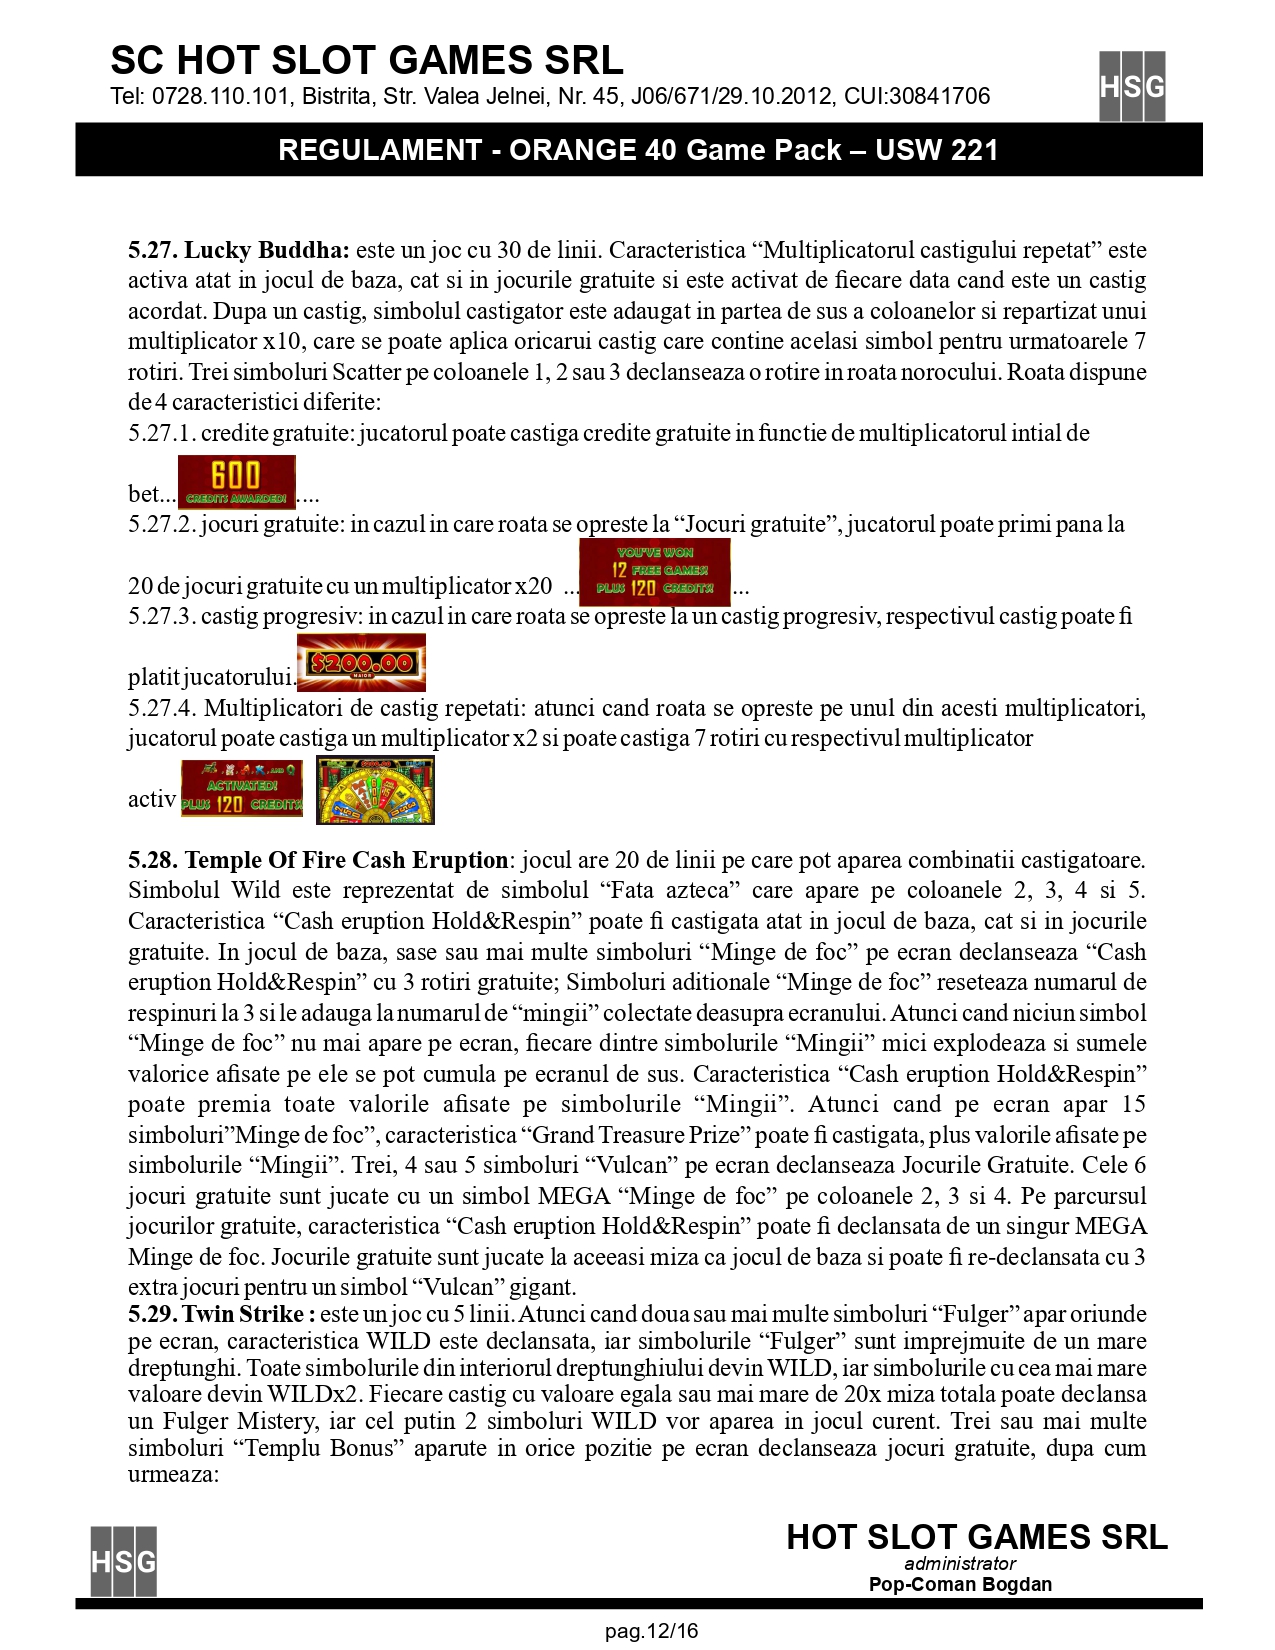 SC HOT SLOT GAMES SRL
Tel: 0728.110.101, Bistrita, Str. Valea Jelnei, Nr. 45, J06/671/29.10.2012, CUI:30841706
HSG
REGULAMENT - ORANGE 40 Game Pack – USW 221
5.27. Lucky Buddha: este un joc cu 30 de linii. Caracteristica “Multiplicatorul castigului repetat” este
activa atat in jocul de baza, cat si in jocurile gratuite si este activat de fiecare data cand este un castig
acordat. Dupa un castig, simbolul castigator este adaugat in partea de sus a coloanelor si repartizat unui
multiplicator x10, care se poate aplica oricarui castig care contine acelasi simbol pentru urmatoarele 7
rotiri. Trei simboluri Scatter pe coloanele 1, 2 sau 3 declanseaza o rotire in roata norocului. Roata dispune
de 4 caracteristici diferite:
5.27.1. credite gratuite: jucatorul poate castiga credite gratuite in functie de multiplicatorul intial de
600
CREDITS AWARDED!
bet... ....
5.27.2. jocuri gratuite: in cazul in care roata se opreste la “Jocuri gratuite”, jucatorul poate primi pana la
YOU'VE WON
12 FREE GAMES!
PLUS 120 CREDITS!
20 de jocuri gratuite cu un multiplicator x20 ... ...
5.27.3. castig progresiv: in cazul in care roata se opreste la un castig progresiv, respectivul castig poate fi
$200.00
MAJOR
platit jucatorului.
5.27.4. Multiplicatori de castig repetati: atunci cand roata se opreste pe unul din acesti multiplicatori,
jucatorul poate castiga un multiplicator x2 si poate castiga 7 rotiri cu respectivul multiplicator
AND Q
ACTIVATED!
PLUS 120 CREDITS!
activ
5.28. Temple Of Fire Cash Eruption: jocul are 20 de linii pe care pot aparea combinatii castigatoare.
Simbolul Wild este reprezentat de simbolul “Fata azteca” care apare pe coloanele 2, 3, 4 si 5.
Caracteristica “Cash eruption Hold&Respin” poate fi castigata atat in jocul de baza, cat si in jocurile
gratuite. In jocul de baza, sase sau mai multe simboluri “Minge de foc” pe ecran declanseaza “Cash
eruption Hold&Respin” cu 3 rotiri gratuite; Simboluri aditionale “Minge de foc” reseteaza numarul de
respinuri la 3 si le adauga la numarul de “mingii” colectate deasupra ecranului. Atunci cand niciun simbol
“Minge de foc” nu mai apare pe ecran, fiecare dintre simbolurile “Mingii” mici explodeaza si sumele
valorice afisate pe ele se pot cumula pe ecranul de sus. Caracteristica “Cash eruption Hold&Respin”
poate premia toate valorile afisate pe simbolurile “Mingii”. Atunci cand pe ecran apar 15
simboluri”Minge de foc”, caracteristica “Grand Treasure Prize” poate fi castigata, plus valorile afisate pe
simbolurile “Mingii”. Trei, 4 sau 5 simboluri “Vulcan” pe ecran declanseaza Jocurile Gratuite. Cele 6
jocuri gratuite sunt jucate cu un simbol MEGA “Minge de foc” pe coloanele 2, 3 si 4. Pe parcursul
jocurilor gratuite, caracteristica “Cash eruption Hold&Respin” poate fi declansata de un singur MEGA
Minge de foc. Jocurile gratuite sunt jucate la aceeasi miza ca jocul de baza si poate fi re-declansata cu 3
extra jocuri pentru un simbol “Vulcan” gigant.
5.29. Twin Strike : este un joc cu 5 linii. Atunci cand doua sau mai multe simboluri “Fulger” apar oriunde
pe ecran, caracteristica WILD este declansata, iar simbolurile “Fulger” sunt imprejmuite de un mare
dreptunghi. Toate simbolurile din interiorul dreptunghiului devin WILD, iar simbolurile cu cea mai mare
valoare devin WILDx2. Fiecare castig cu valoare egala sau mai mare de 20x miza totala poate declansa
un Fulger Mistery, iar cel putin 2 simboluri WILD vor aparea in jocul curent. Trei sau mai multe
simboluri “Templu Bonus” aparute in orice pozitie pe ecran declanseaza jocuri gratuite, dupa cum
urmeaza:
HSG
HOT SLOT GAMES SRL
administrator
Pop-Coman Bogdan
pag.12/16